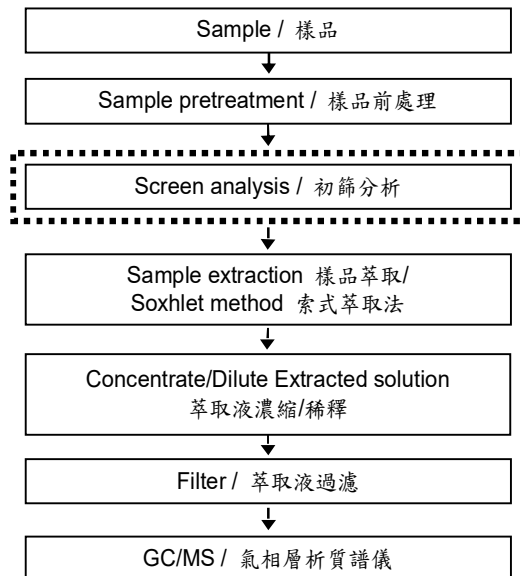 Sample / 樣品
Sample pretreatment / 樣品前處理
Screen analysis / 初篩分析
Sample extraction 樣品萃取/
Soxhlet method 索式萃取法
Concentrate/Dilute Extracted solution
萃取液濃縮/稀釋
Filter / 萃取液過濾
GC/MS / 氣相層析質譜儀